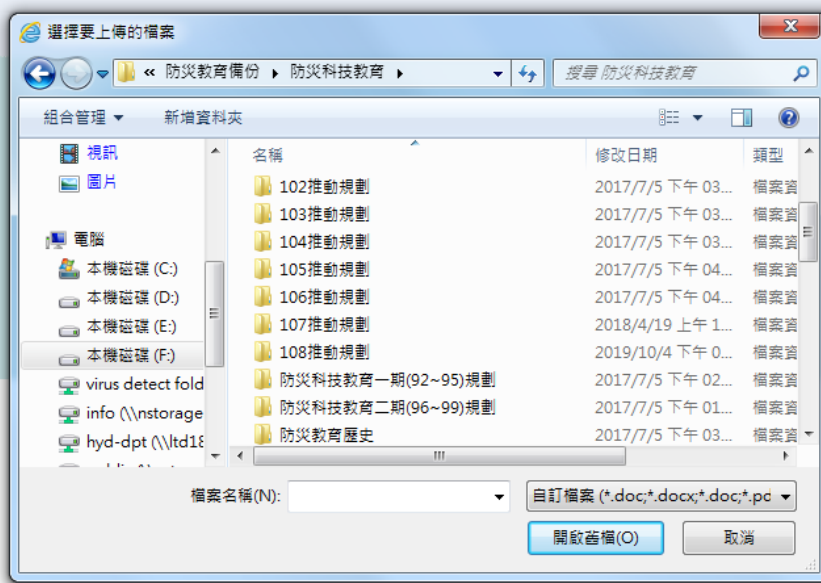 選擇要上傳的檔案
« 防災教育備份 ▸ 防災科技教育 ▸
搜尋 防災科技教育
組合管理 ▼ 新增資料夾
視訊
圖片
電腦
本機磁碟 (C:)
本機磁碟 (D:)
本機磁碟 (E:)
本機磁碟 (F:)
virus detect fold
info (\\nstorage
hyd-dpt (\\ltd18
名稱 修改日期 類型
102推動規劃 2017/7/5 下午 03... 檔案資
103推動規劃 2017/7/5 下午 03... 檔案資
104推動規劃 2017/7/5 下午 03... 檔案資
105推動規劃 2017/7/5 下午 04... 檔案資
106推動規劃 2017/7/5 下午 04... 檔案資
107推動規劃 2018/4/19 上午 1... 檔案資
108推動規劃 2019/10/4 下午 0... 檔案資
防災科技教育一期(92~95)規劃 2017/7/5 下午 02... 檔案資
防災科技教育二期(96~99)規劃 2017/7/5 下午 01... 檔案資
防災教育歷史 2017/7/5 下午 03... 檔案資
檔案名稱(N):
自訂檔案 (*.doc;*.docx;*.doc;*.pd
開啟舊檔(O) 取消